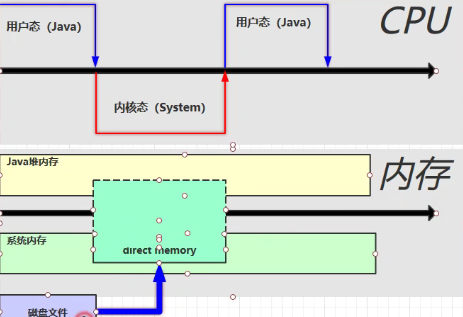 CPU
用户态（Java）
用户态（Java）
内核态（System）
Java堆内存
内存
系统内存
direct memory
磁盘文件